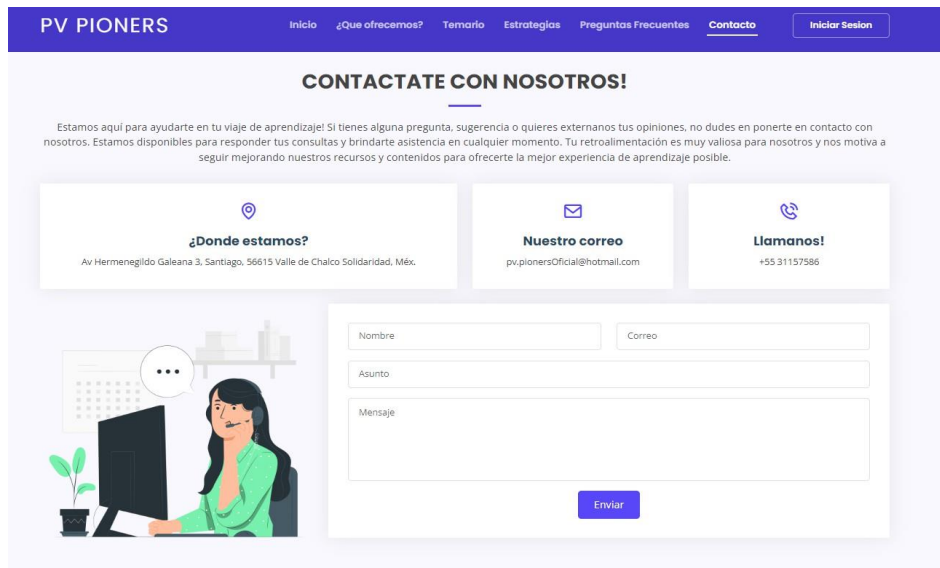 PV PIONERS
Inicio ¿Que ofrecemos? Temario Estrategias Preguntas Frecuentes Contacto Iniciar Sesion
CONTACTATE CON NOSOTROS!
Estamos aquí para ayudarte en tu viaje de aprendizaje! Si tienes alguna pregunta, sugerencia o quieres externanos tus opiniones, no dudes en ponerte en contacto con
nosotros. Estamos disponibles para responder tus consultas y brindarte asistencia en cualquier momento. Tu retroalimentación es muy valiosa para nosotros y nos motiva a
seguir mejorando nuestros recursos y contenidos para ofrecerte la mejor experiencia de aprendizaje posible.
¿Donde estamos?
Av Hermenegildo Galeana 3, Santiago, 56615 Valle de Chalco Solidaridad, Méx.
Nuestro correo
pv.pionersOficial@hotmail.com
Llamanos!
+55 31157586
Nombre
Correo
Asunto
Mensaje
Enviar